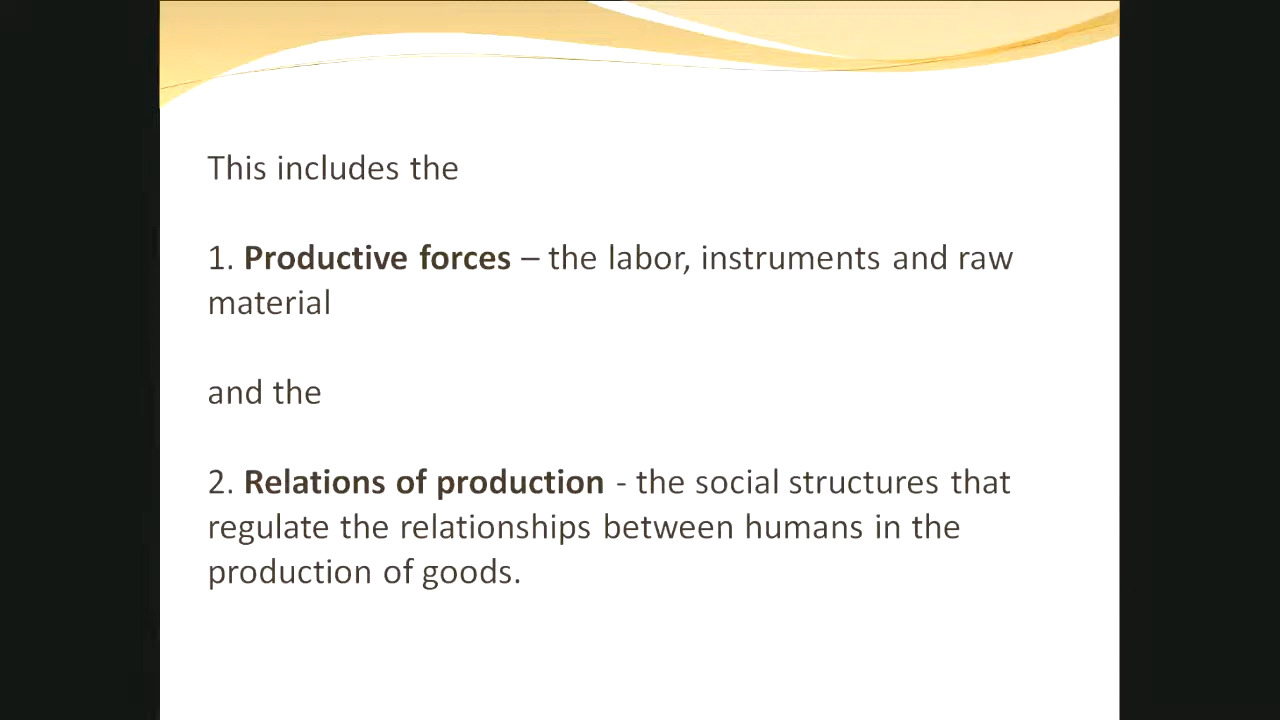 This includes the
1. Productive forces – the labor, instruments and raw
material
and the
2. Relations of production - the social structures that
regulate the relationships between humans in the
production of goods.